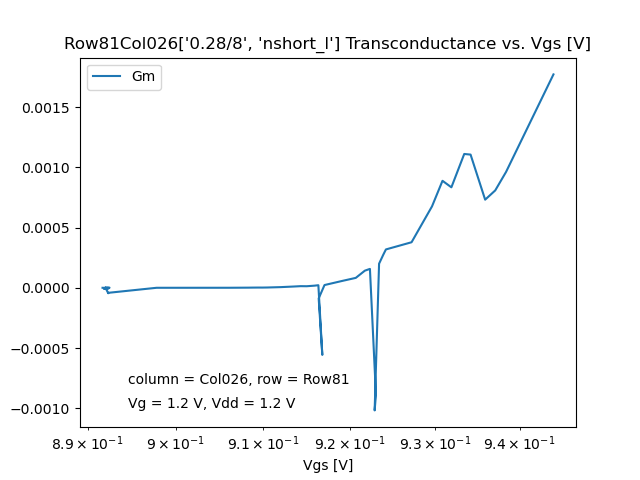 Row81Col026['0.28/8', 'nshort_l'] Transconductance vs. Vgs [V]
Gm
0.0015
0.0010
0.0005
0.0000
−0.0005
−0.0010
column = Col026, row = Row81
Vg = 1.2 V, Vdd = 1.2 V
8.9 × 10⁻¹ 9 × 10⁻¹ 9.1 × 10⁻¹ 9.2 × 10⁻¹ 9.3 × 10⁻¹ 9.4 × 10⁻¹
Vgs [V]